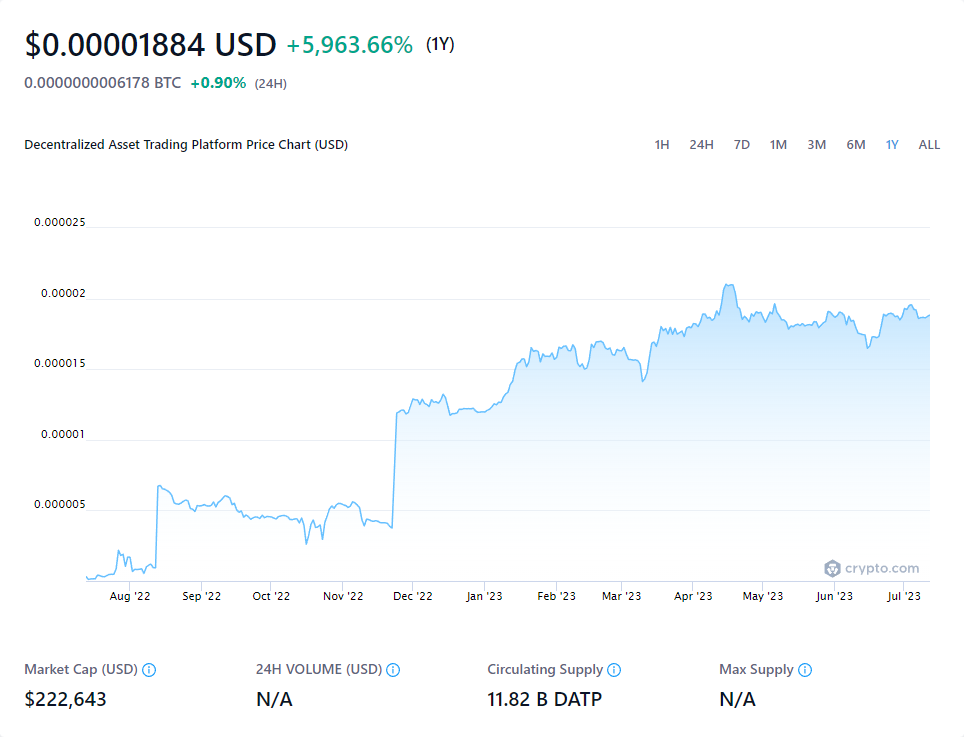 $0.00001884 USD +5,963.66% (1Y)
0.0000000006178 BTC +0.90% (24H)
Decentralized Asset Trading Platform Price Chart (USD) 1H 24H 7D 1M 3M 6M 1Y ALL
0.000025
0.00002
0.000015
0.00001
0.000005
crypto.com
Aug '22 Sep '22 Oct '22 Nov '22 Dec '22 Jan '23 Feb '23 Mar '23 Apr '23 May '23 Jun '23 Jul '23
Market Cap (USD) 24H VOLUME (USD) Circulating Supply Max Supply
$222,643 N/A 11.82 B DATP N/A